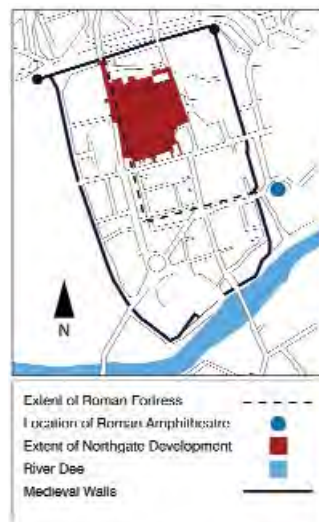 N
Extent of Roman Fortress
Location of Roman Amphitheatre
Extent of Northgate Development
River Dee
Medieval Walls